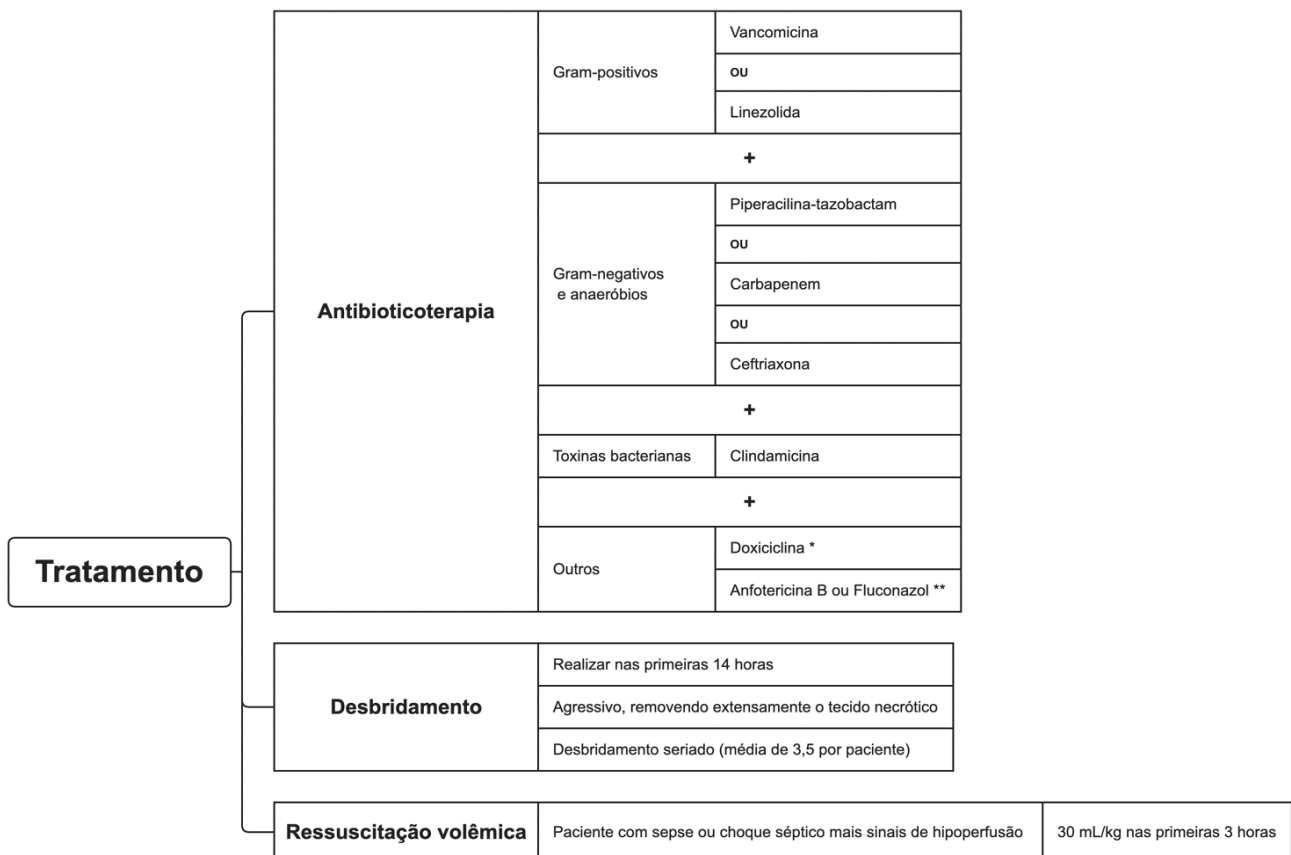 Tratamento
Antibioticoterapia
Gram-positivos
Vancomicina
OU
Linezolida
+
Gram-negativos
e anaeróbios
Piperacilina-tazobactam
OU
Carbapenem
OU
Ceftriaxona
+
Toxinas bacterianas
Clindamicina
+
Outros
Doxiciclina *
Anfotericina B ou Fluconazol **
Desbridamento
Realizar nas primeiras 14 horas
Agressivo, removendo extensamente o tecido necrótico
Desbridamento seriado (média de 3,5 por paciente)
Ressuscitação volêmica
Paciente com sepse ou choque séptico mais sinais de hipoperfusão
30 mL/kg nas primeiras 3 horas